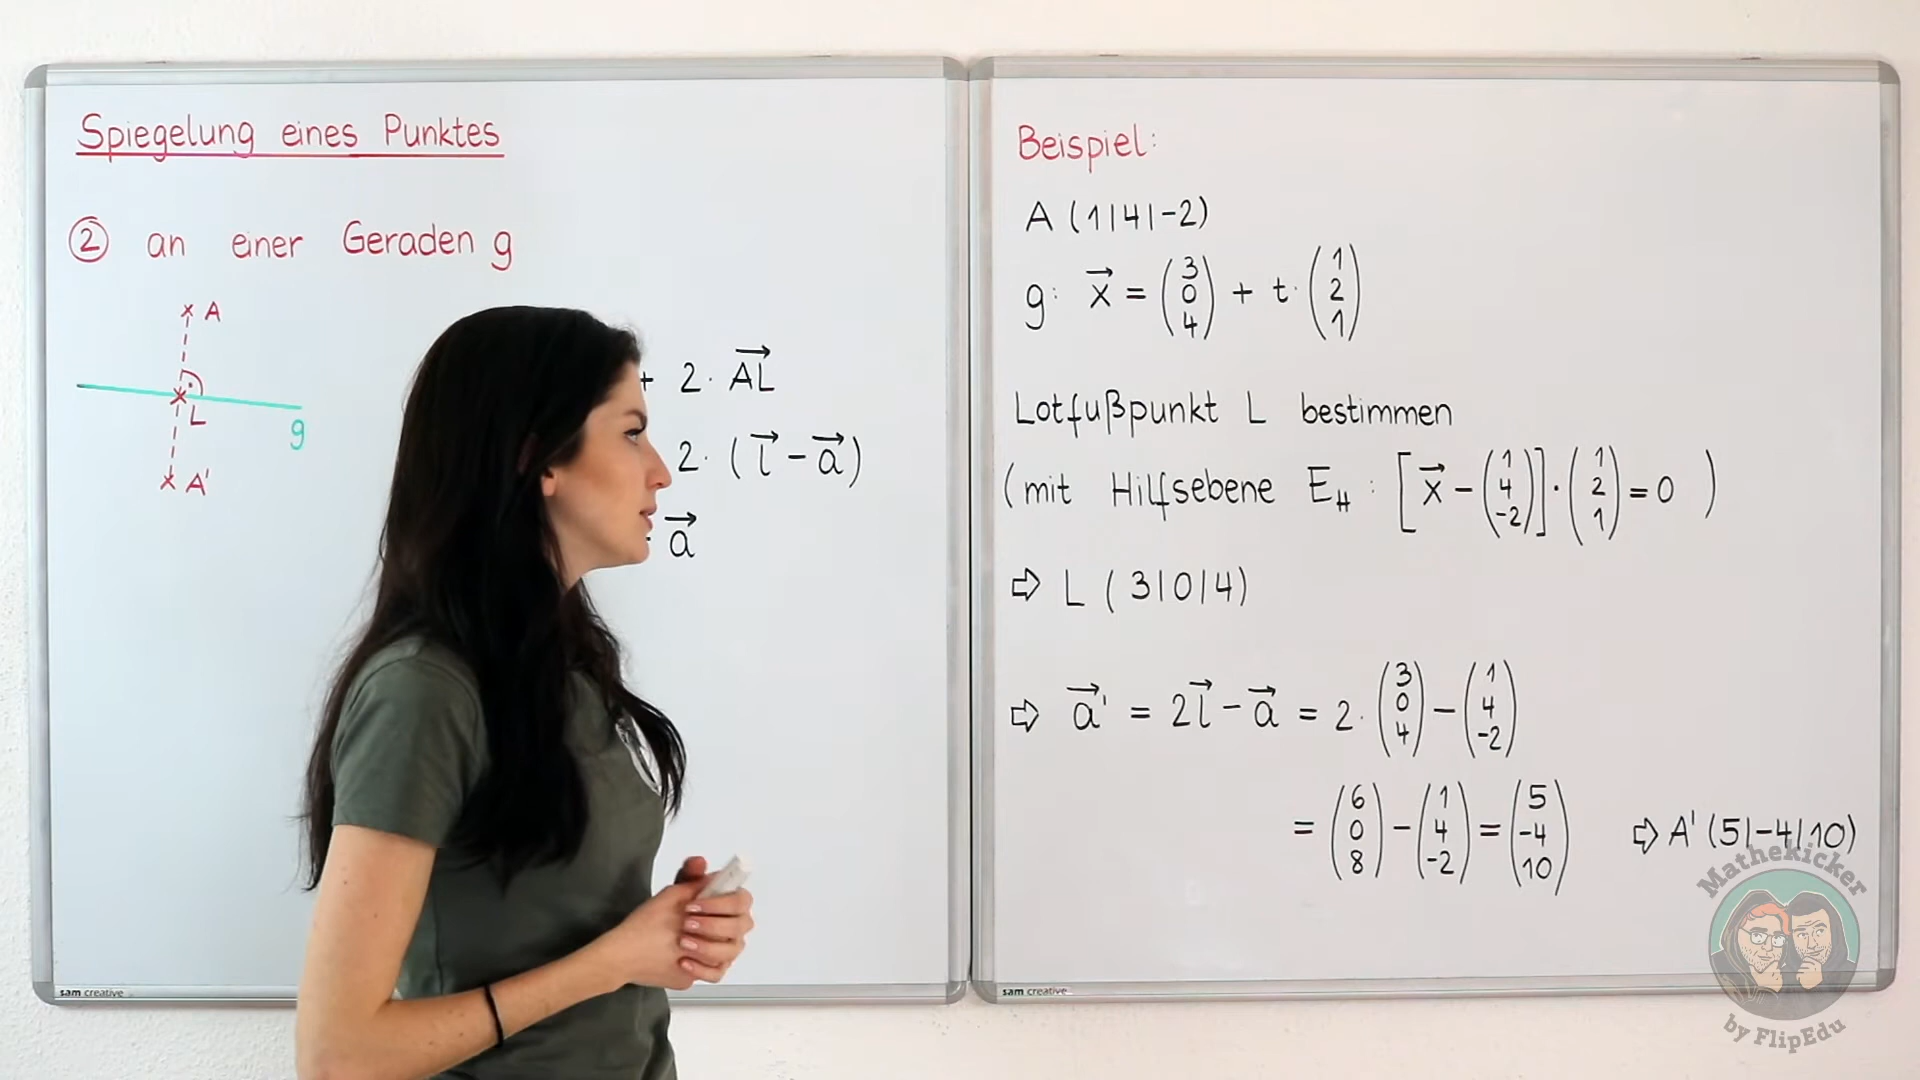 Spiegelung eines Punktes
② an einer Geraden g
A
L
g
A'
+ 2 · AL⃗
2 · (l⃗ − a⃗)
- a⃗
sam creative
Beispiel:
A (1|4|-2)
g: x⃗ = (3 0 4) + t · (1 2 1)
Lotfußpunkt L bestimmen
(mit Hilfsebene E_H : [x⃗ − (1 4 -2)] · (1 2 1) = 0 )
⇨ L (3|0|4)
⇨ a⃗' = 2l⃗ − a⃗ = 2 · (3 0 4) − (1 4 -2)
= (6 0 8) − (1 4 -2) = (5 -4 10) ⇨ A' (5|-4|10)
sam creative
Mathekicker
by FlipEdu